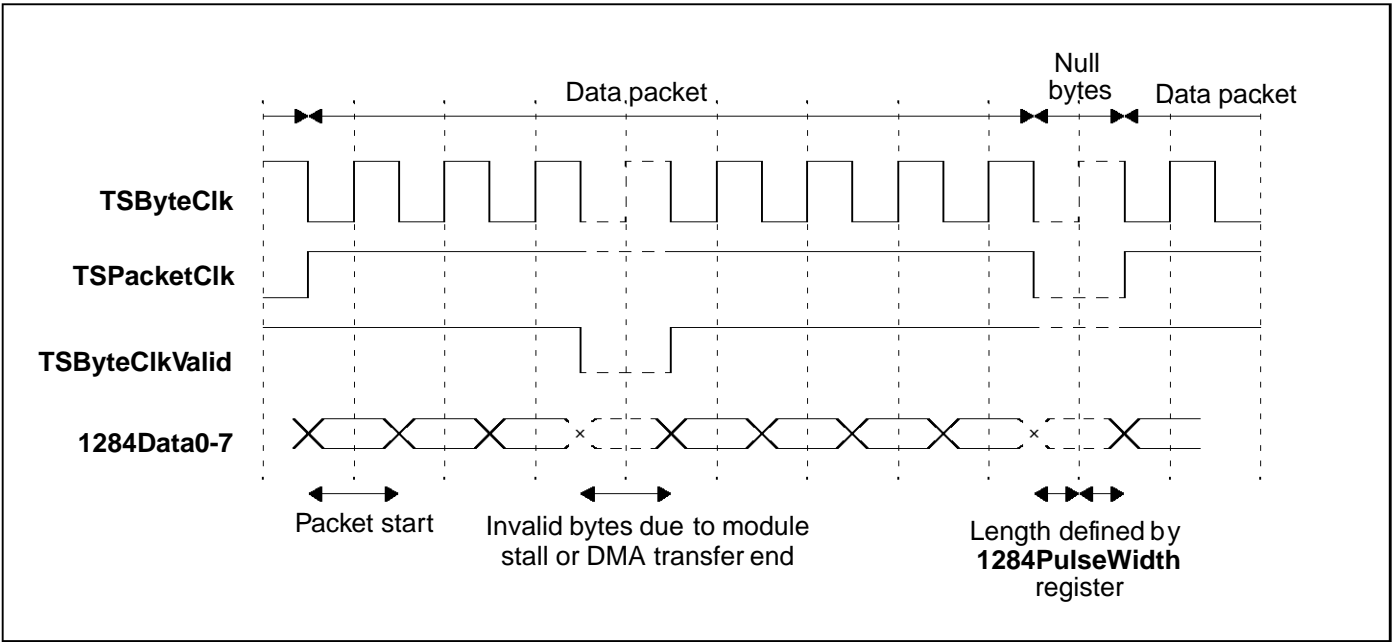 Null
bytes
Data packet
Data packet
TSByteClk
TSPacketClk
TSByteClkValid
1284Data0-7
Packet start
Invalid bytes due to module
stall or DMA transfer end
Length defined by
1284PulseWidth
register